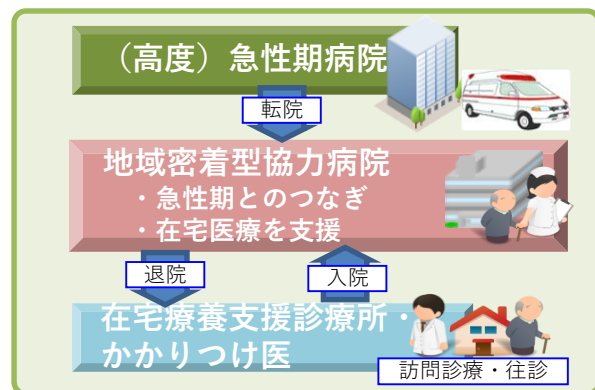 （高度）急性期病院
転院
地域密着型協力病院
・急性期とのつなぎ
・在宅医療を支援
退院
入院
在宅療養支援診療所・
かかりつけ医
訪問診療・往診